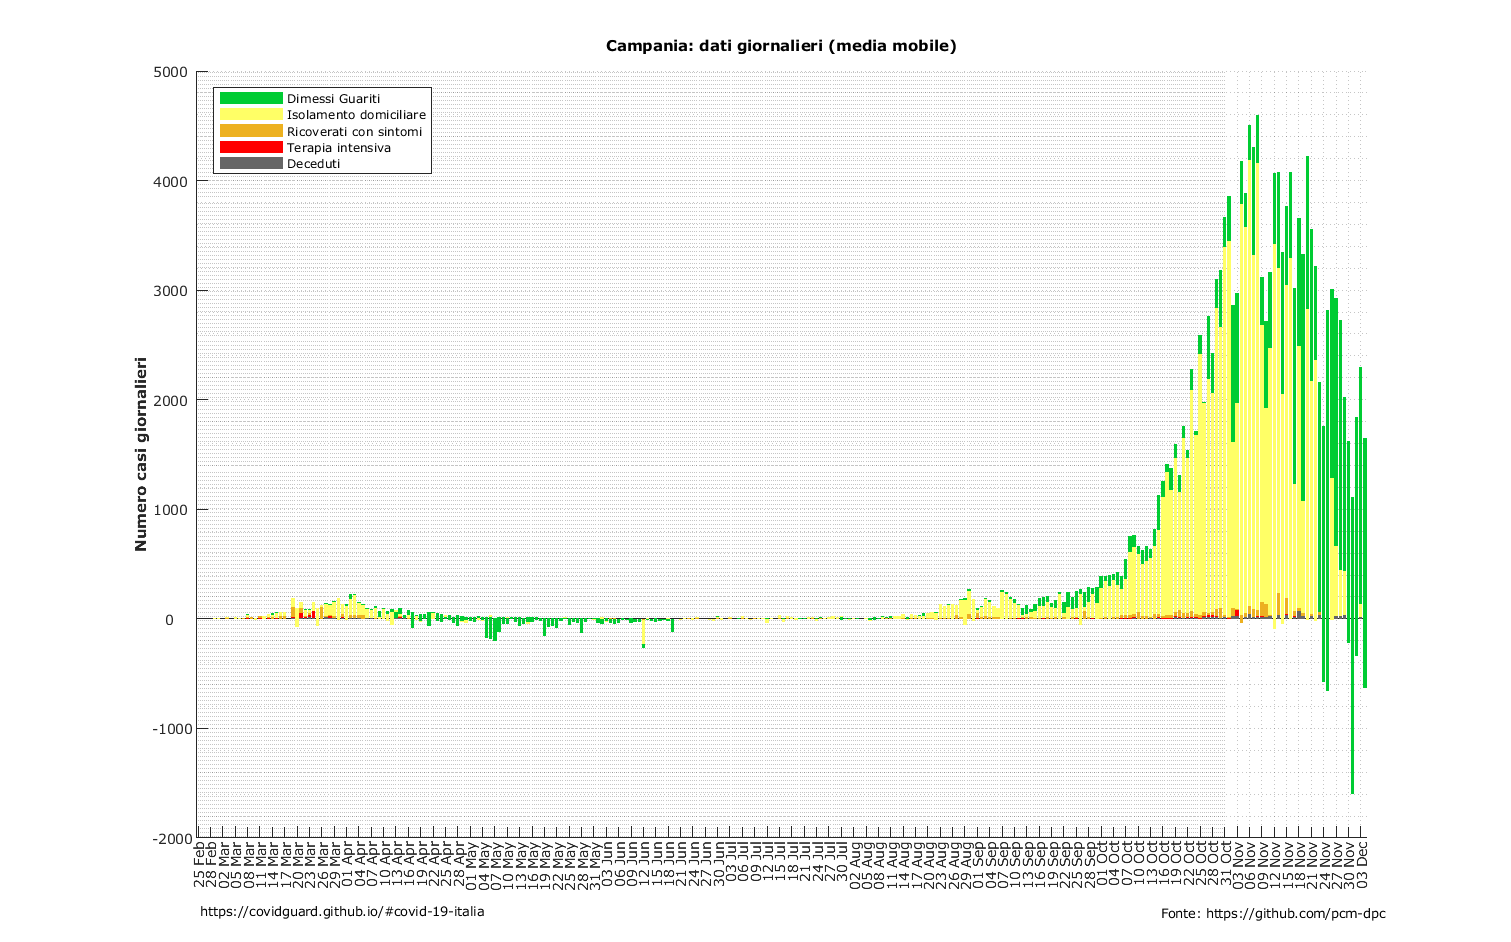 Campania: dati giornalieri (media mobile)
5000
4000
3000
2000
1000
0
-1000
-2000
Numero casi giornalieri
Dimessi Guariti
Isolamento domiciliare
Ricoverati con sintomi
Terapia intensiva
Deceduti
25 Feb
28 Feb
02 Mar
05 Mar
08 Mar
11 Mar
14 Mar
17 Mar
20 Mar
23 Mar
26 Mar
29 Mar
01 Apr
04 Apr
07 Apr
10 Apr
13 Apr
16 Apr
19 Apr
22 Apr
25 Apr
28 Apr
01 May
04 May
07 May
10 May
13 May
16 May
19 May
22 May
25 May
28 May
31 May
03 Jun
06 Jun
09 Jun
12 Jun
15 Jun
18 Jun
21 Jun
24 Jun
27 Jun
30 Jun
03 Jul
06 Jul
09 Jul
12 Jul
15 Jul
18 Jul
21 Jul
24 Jul
27 Jul
30 Jul
02 Aug
05 Aug
08 Aug
11 Aug
14 Aug
17 Aug
20 Aug
23 Aug
26 Aug
29 Aug
01 Sep
04 Sep
07 Sep
10 Sep
13 Sep
16 Sep
19 Sep
22 Sep
25 Sep
28 Sep
01 Oct
04 Oct
07 Oct
10 Oct
13 Oct
16 Oct
19 Oct
22 Oct
25 Oct
28 Oct
31 Oct
03 Nov
06 Nov
09 Nov
12 Nov
15 Nov
18 Nov
21 Nov
24 Nov
27 Nov
30 Nov
03 Dec
https://covidguard.github.io/#covid-19-italia
Fonte: https://github.com/pcm-dpc